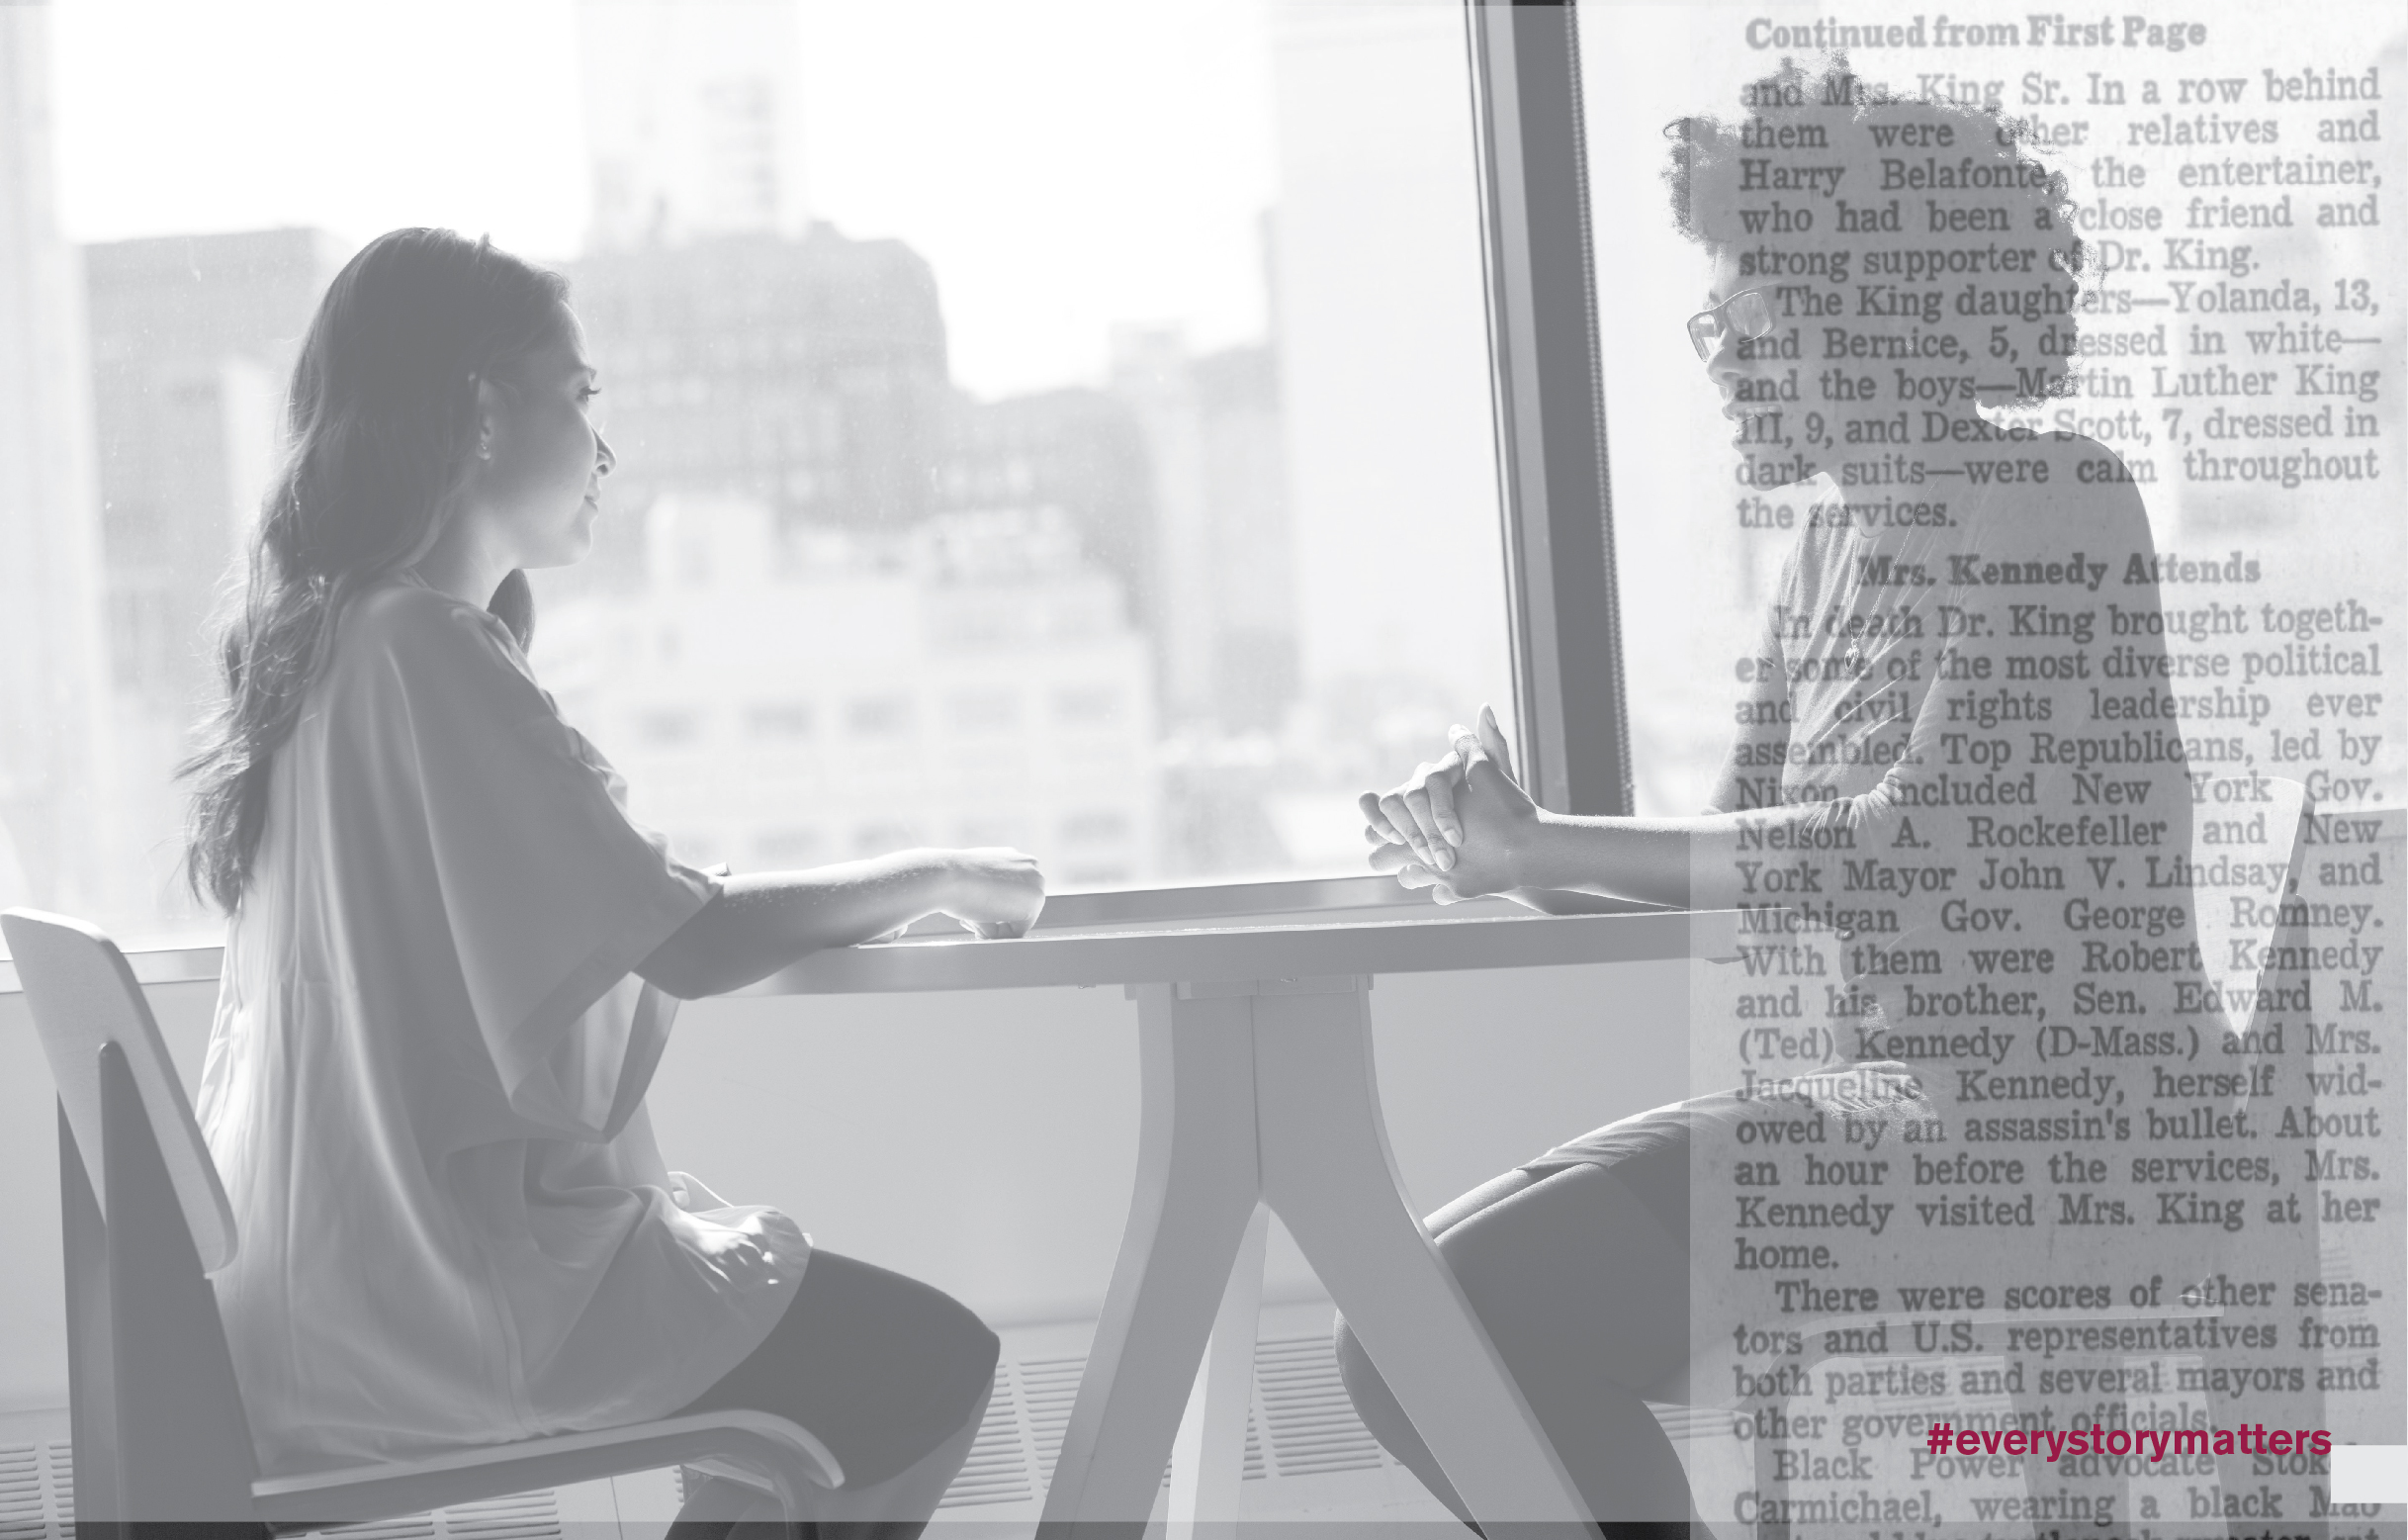 Continued from First Page
and Mrs. King Sr. In a row behind
them were other relatives and
Harry Belafonte, the entertainer,
who had been a close friend and
strong supporter of Dr. King.
The King daughters—Yolanda, 13,
and Bernice, 5, dressed in white—
and the boys—Martin Luther King
III, 9, and Dexter Scott, 7, dressed in
dark suits—were calm throughout
the services.
Mrs. Kennedy Attends
In death Dr. King brought togeth-
er some of the most diverse political
and civil rights leadership ever
assembled. Top Republicans, led by
Nixon included New York Gov.
Nelson A. Rockefeller and New
York Mayor John V. Lindsay, and
Michigan Gov. George Romney.
With them were Robert Kennedy
and his brother, Sen. Edward M.
(Ted) Kennedy (D-Mass.) and Mrs.
Jacqueline Kennedy, herself wid-
owed by an assassin's bullet. About
an hour before the services, Mrs.
Kennedy visited Mrs. King at her
home.
There were scores of other sena-
tors and U.S. representatives from
both parties and several mayors and
other government officials.
#everystorymatters
Black Power advocate
Carmichael, wearing a black Mao